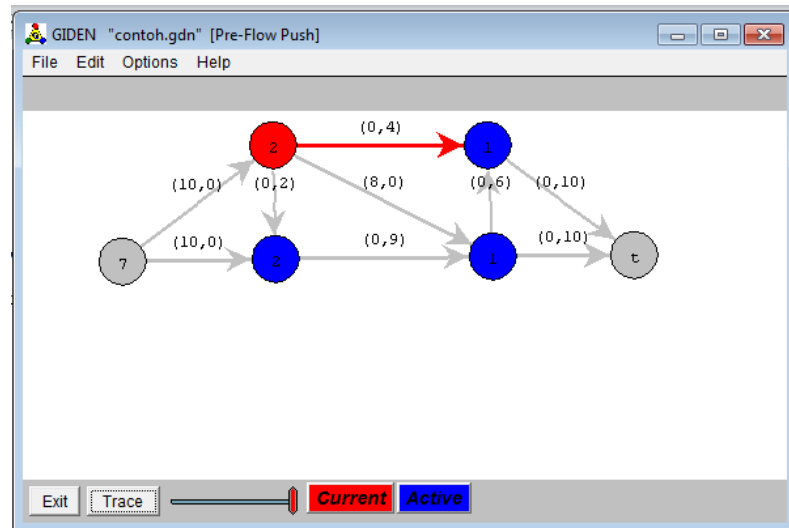 GIDEN "contoh.gdn" [Pre-Flow Push]
File Edit Options Help
(0,4)
2 1
(10,0) (0,2) (8,0) (0,6) (0,10)
(10,0) (0,9) (0,10)
7 2 1 t
Exit Trace Current Active